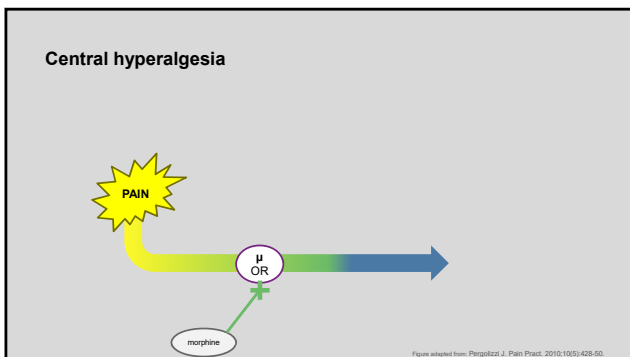 Central hyperalgesia
PAIN
µ
OR
morphine
Figure adapted from: Pergolizzi J. Pain Pract. 2010;10(5):428-50.